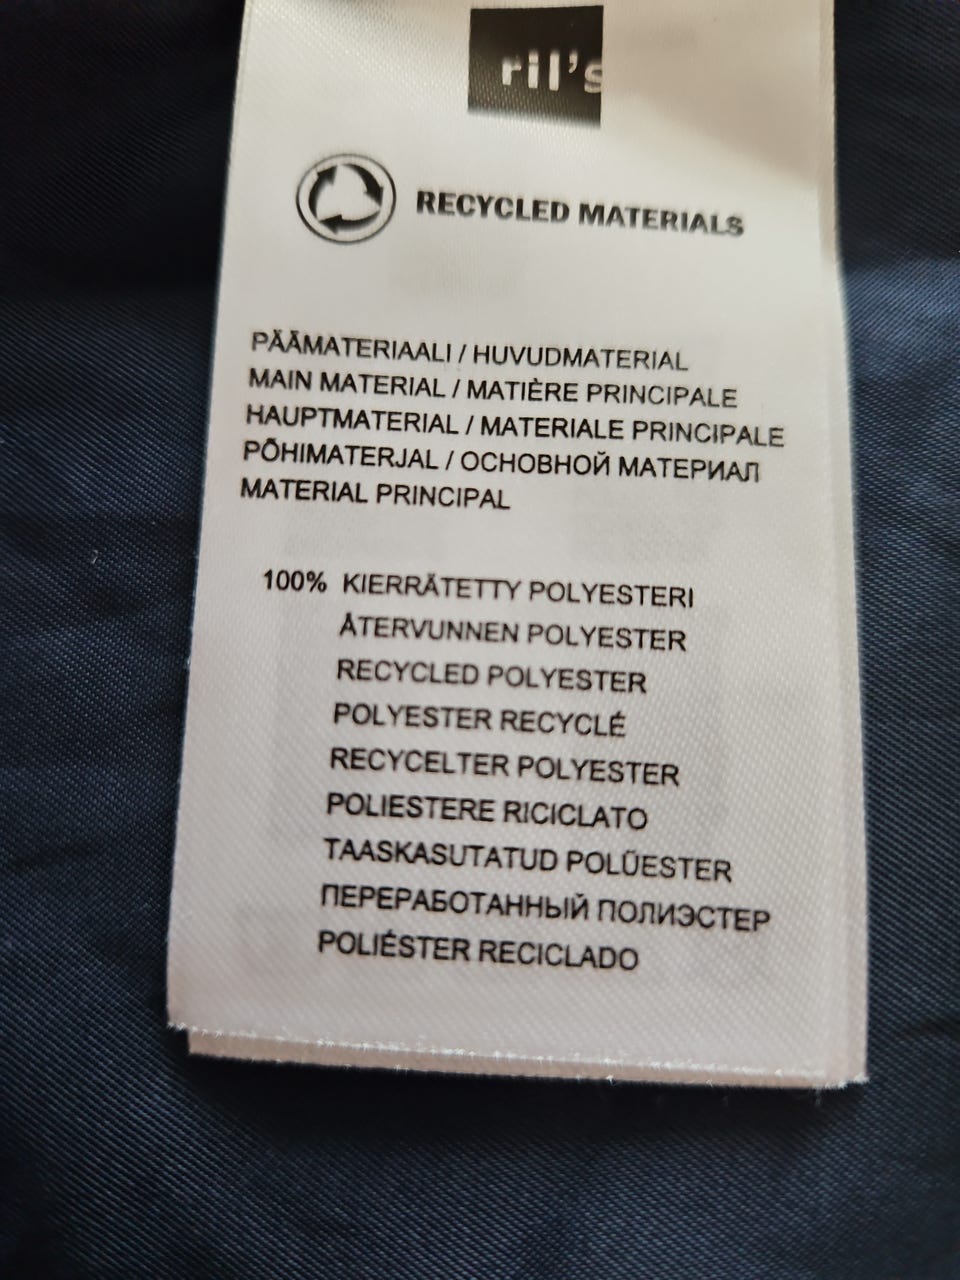 ril's
RECYCLED MATERIALS
PÄÄMATERIAALI / HUVUDMATERIAL
MAIN MATERIAL / MATIÈRE PRINCIPALE
HAUPTMATERIAL / MATERIALE PRINCIPALE
PÕHIMATERJAL / ОСНОВНОЙ МАТЕРИАЛ
MATERIAL PRINCIPAL
100% KIERRÄTETTY POLYESTERI
ÅTERVUNNEN POLYESTER
RECYCLED POLYESTER
POLYESTER RECYCLÉ
RECYCELTER POLYESTER
POLIESTERE RICICLATO
TAASKASUTATUD POLÜESTER
ПЕРЕРАБОТАННЫЙ ПОЛИЭСТЕР
POLIÉSTER RECICLADO